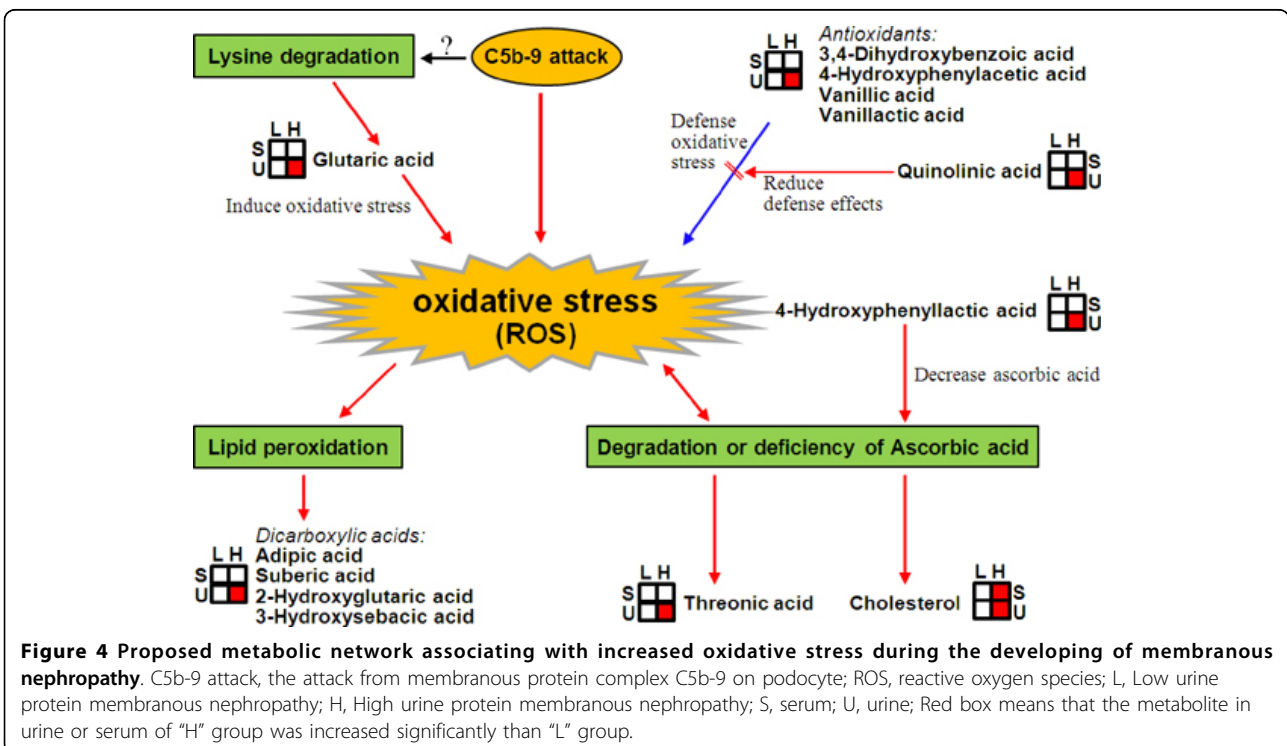 Lysine degradation
?
C5b-9 attack
L H
S
U
Antioxidants:
3,4-Dihydroxybenzoic acid
4-Hydroxyphenylacetic acid
Vanillic acid
Vanillactic acid
L H
S
U
Glutaric acid
Defense
oxidative
stress
Reduce
defense effects
Quinolinic acid
L H
S
U
Induce oxidative stress
oxidative stress
(ROS)
4-Hydroxyphenyllactic acid
L H
S
U
Decrease ascorbic acid
Lipid peroxidation
Degradation or deficiency of Ascorbic acid
Dicarboxylic acids:
L H
S
U
Adipic acid
Suberic acid
2-Hydroxyglutaric acid
3-Hydroxysebacic acid
L H
S
U
Threonic acid
Cholesterol
L H
S
U
Figure 4 Proposed metabolic network associating with increased oxidative stress during the developing of membranous
nephropathy. C5b-9 attack, the attack from membranous protein complex C5b-9 on podocyte; ROS, reactive oxygen species; L, Low urine
protein membranous nephropathy; H, High urine protein membranous nephropathy; S, serum; U, urine; Red box means that the metabolite in
urine or serum of “H” group was increased significantly than “L” group.